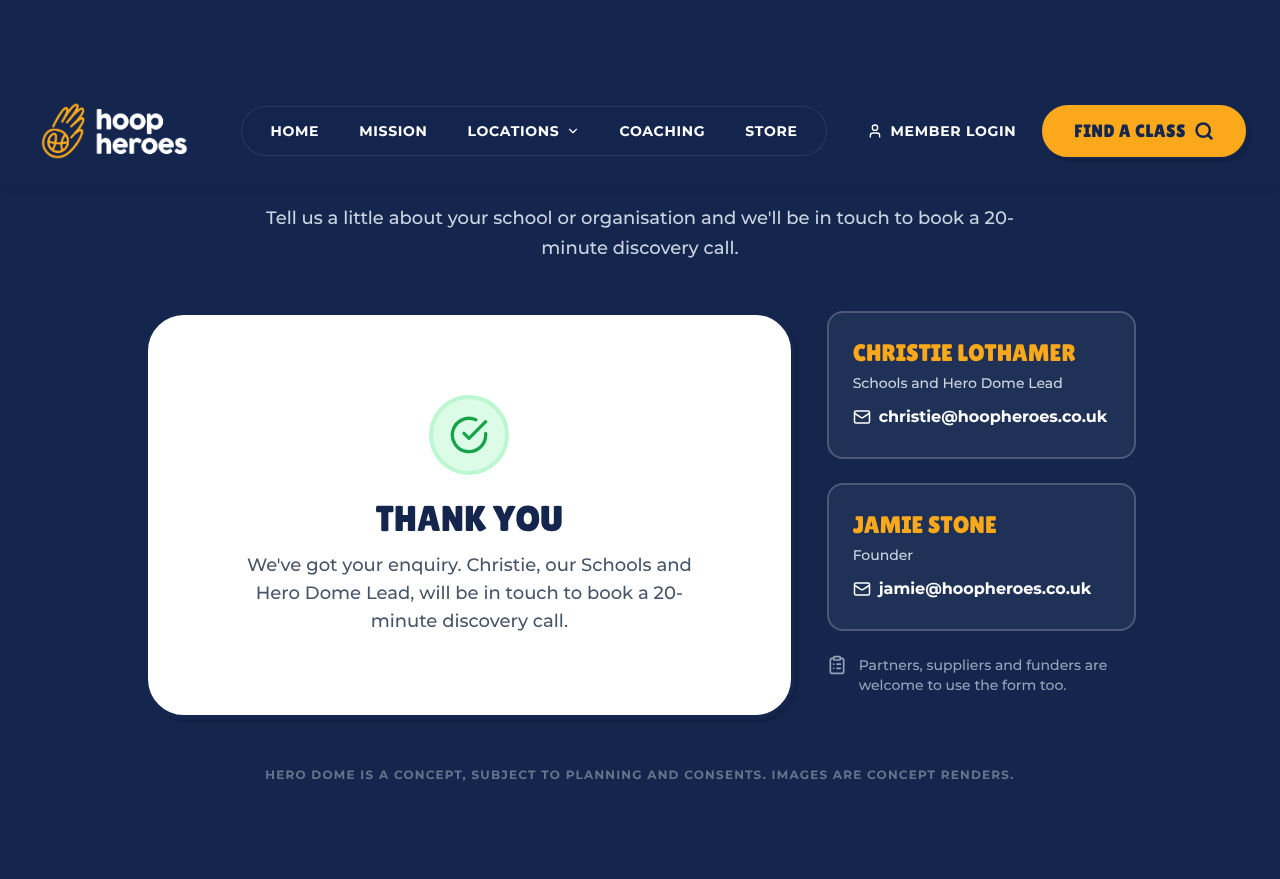 hoop
heroes
HOME
MISSION
LOCATIONS
COACHING
STORE
MEMBER LOGIN
FIND A CLASS
Tell us a little about your school or organisation and we'll be in touch to book a 20-
minute discovery call.
THANK YOU
We've got your enquiry. Christie, our Schools and
Hero Dome Lead, will be in touch to book a 20-
minute discovery call.
CHRISTIE LOTHAMER
Schools and Hero Dome Lead
christie@hoopheroes.co.uk
JAMIE STONE
Founder
jamie@hoopheroes.co.uk
Partners, suppliers and funders are
welcome to use the form too.
HERO DOME IS A CONCEPT, SUBJECT TO PLANNING AND CONSENTS. IMAGES ARE CONCEPT RENDERS.